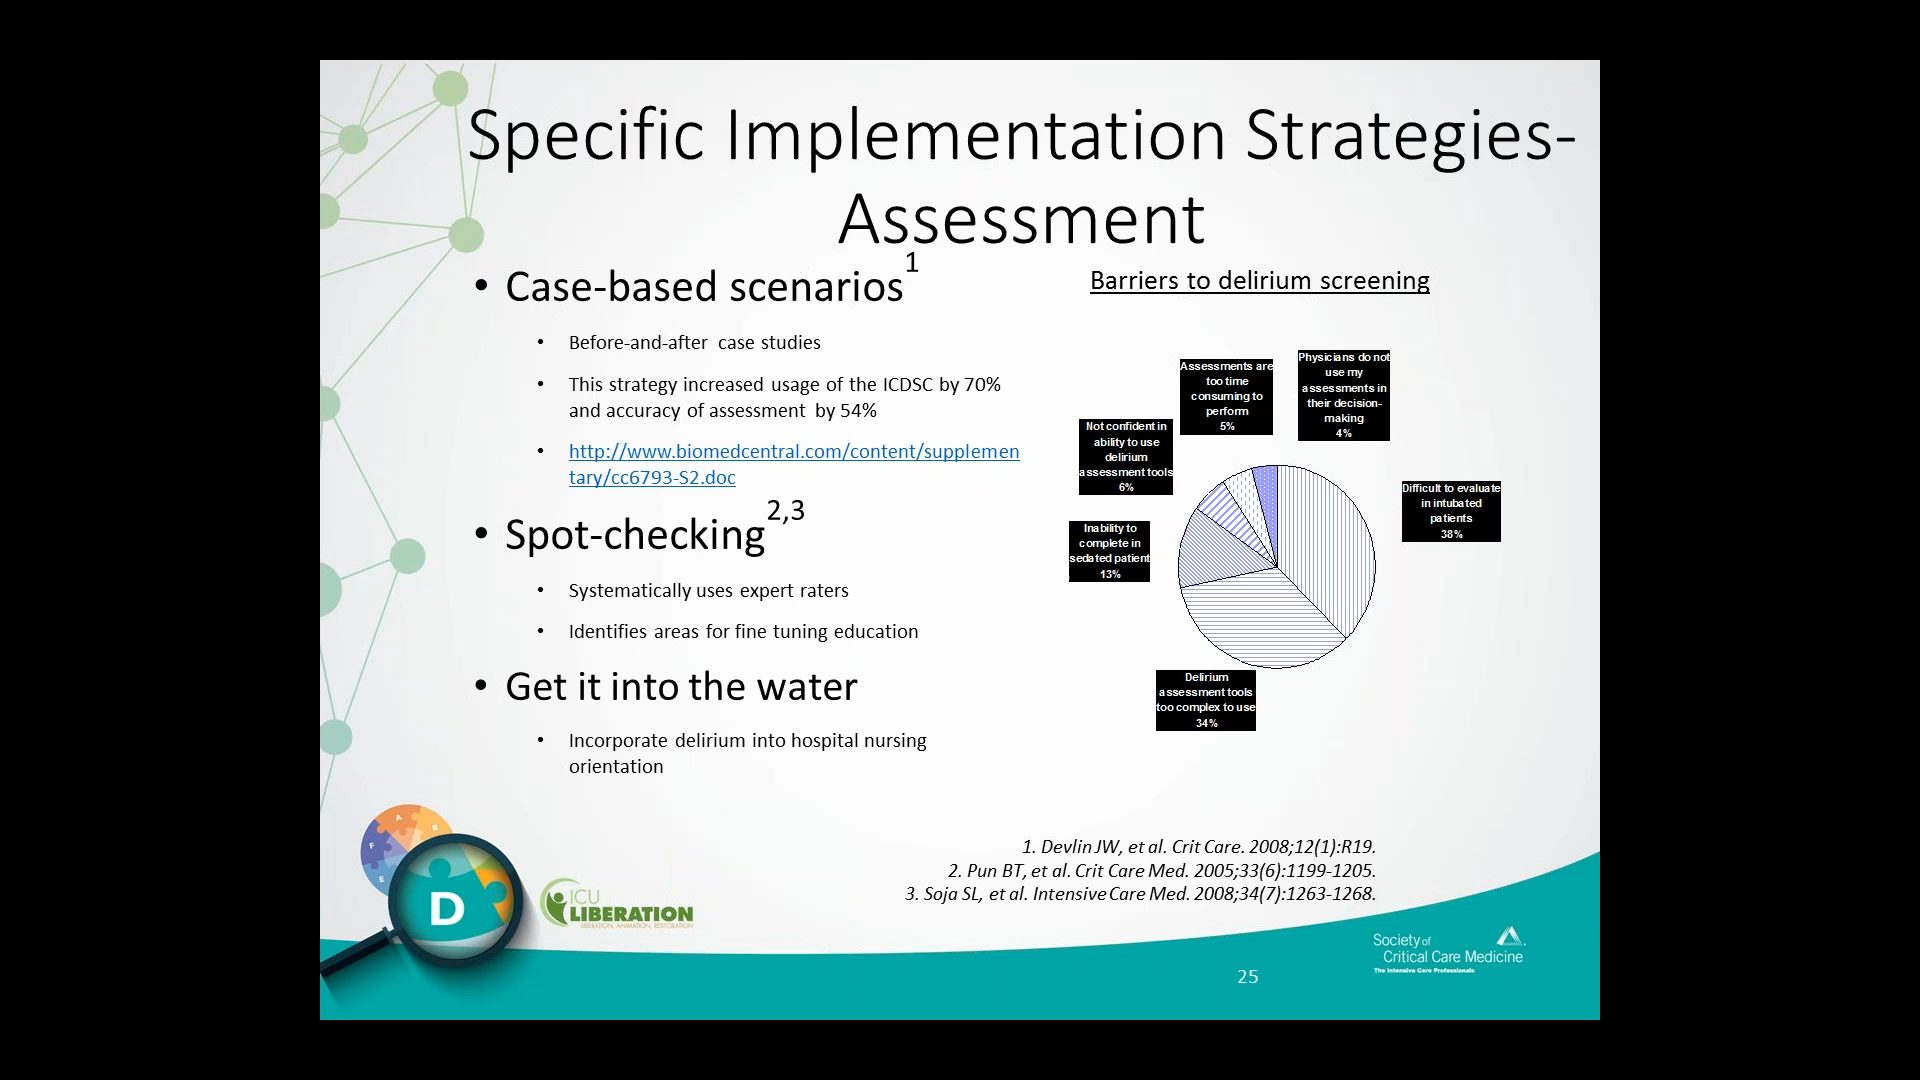 Specific Implementation Strategies-
Assessment
• Case-based scenarios1
• Before-and-after case studies
• This strategy increased usage of the ICDSC by 70%
and accuracy of assessment by 54%
• http://www.biomedcentral.com/content/supplemen
tary/cc6793-S2.doc
• Spot-checking2,3
• Systematically uses expert raters
• Identifies areas for fine tuning education
• Get it into the water
• Incorporate delirium into hospital nursing
orientation
Barriers to delirium screening
Physicians do not
use my
assessments in
their decision-
making
4%
Assessments are
too time
consuming to
perform
5%
Not confident in
ability to use
delirium
assessment tools
6%
Inability to
complete in
sedated patient
13%
Difficult to evaluate
in intubated
patients
38%
Delirium
assessment tools
too complex to use
34%
1. Devlin JW, et al. Crit Care. 2008;12(1):R19.
2. Pun BT, et al. Crit Care Med. 2005;33(6):1199-1205.
3. Soja SL, et al. Intensive Care Med. 2008;34(7):1263-1268.
A
B
F
E
D
ICU
LIBERATION
LIBERATION, ANIMATION, RESTORATION
Society of
Critical Care Medicine
The Intensive Care Professionals
25